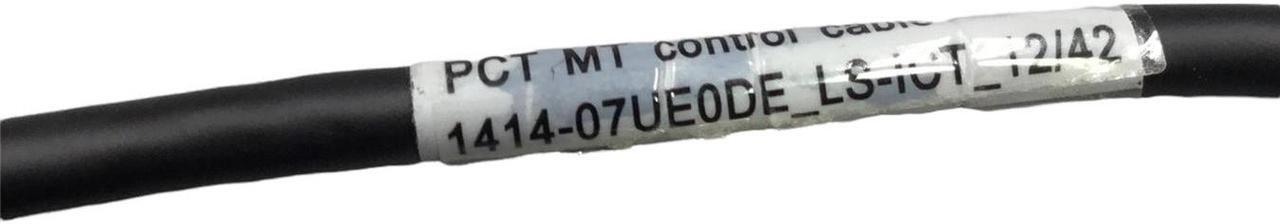 PCT MT control cable
1414-07UE0DE_LS-iCT_12/42